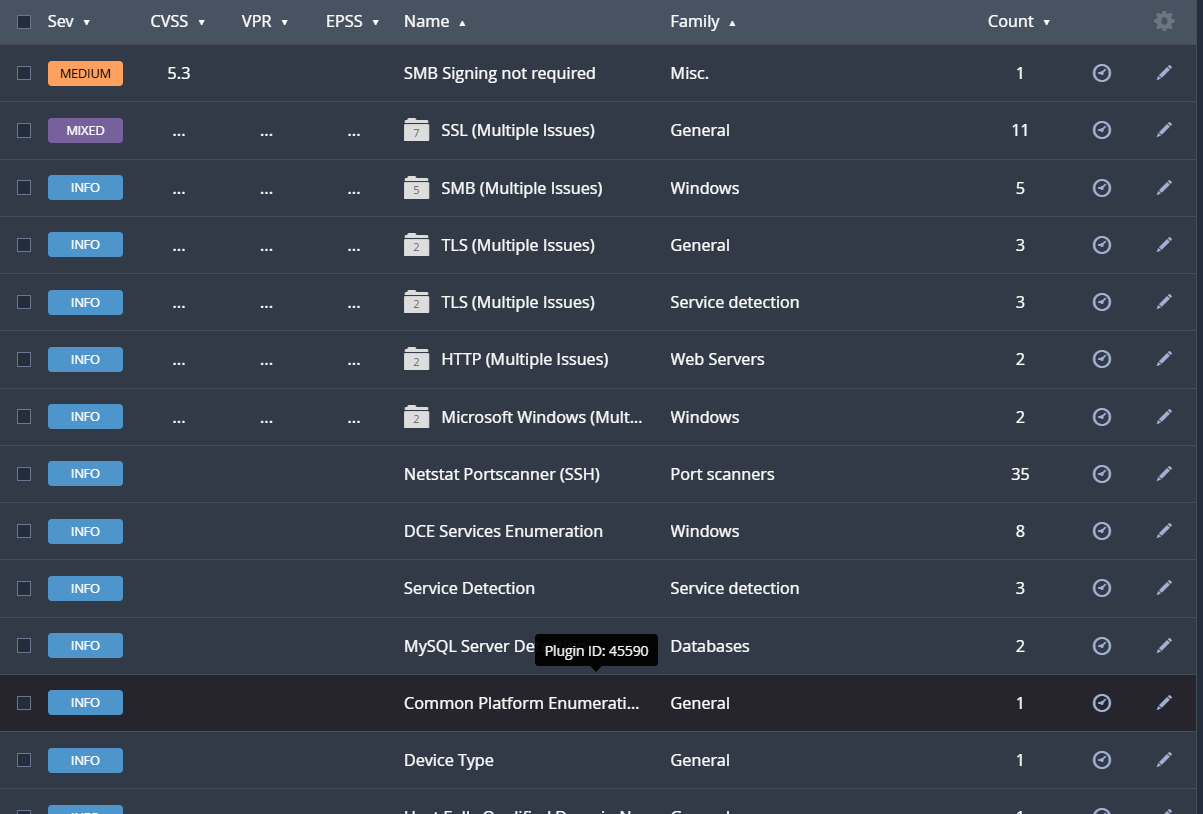 Sev CVSS VPR EPSS Name Family Count
MEDIUM 5.3 SMB Signing not required Misc. 1
MIXED ... ... ... 7 SSL (Multiple Issues) General 11
INFO ... ... ... 5 SMB (Multiple Issues) Windows 5
INFO ... ... ... 2 TLS (Multiple Issues) General 3
INFO ... ... ... 2 TLS (Multiple Issues) Service detection 3
INFO ... ... ... 2 HTTP (Multiple Issues) Web Servers 2
INFO ... ... ... 2 Microsoft Windows (Mult... Windows 2
INFO Netstat Portscanner (SSH) Port scanners 35
INFO DCE Services Enumeration Windows 8
INFO Service Detection Service detection 3
INFO MySQL Server De Databases 2
Plugin ID: 45590
INFO Common Platform Enumerati... General 1
INFO Device Type General 1